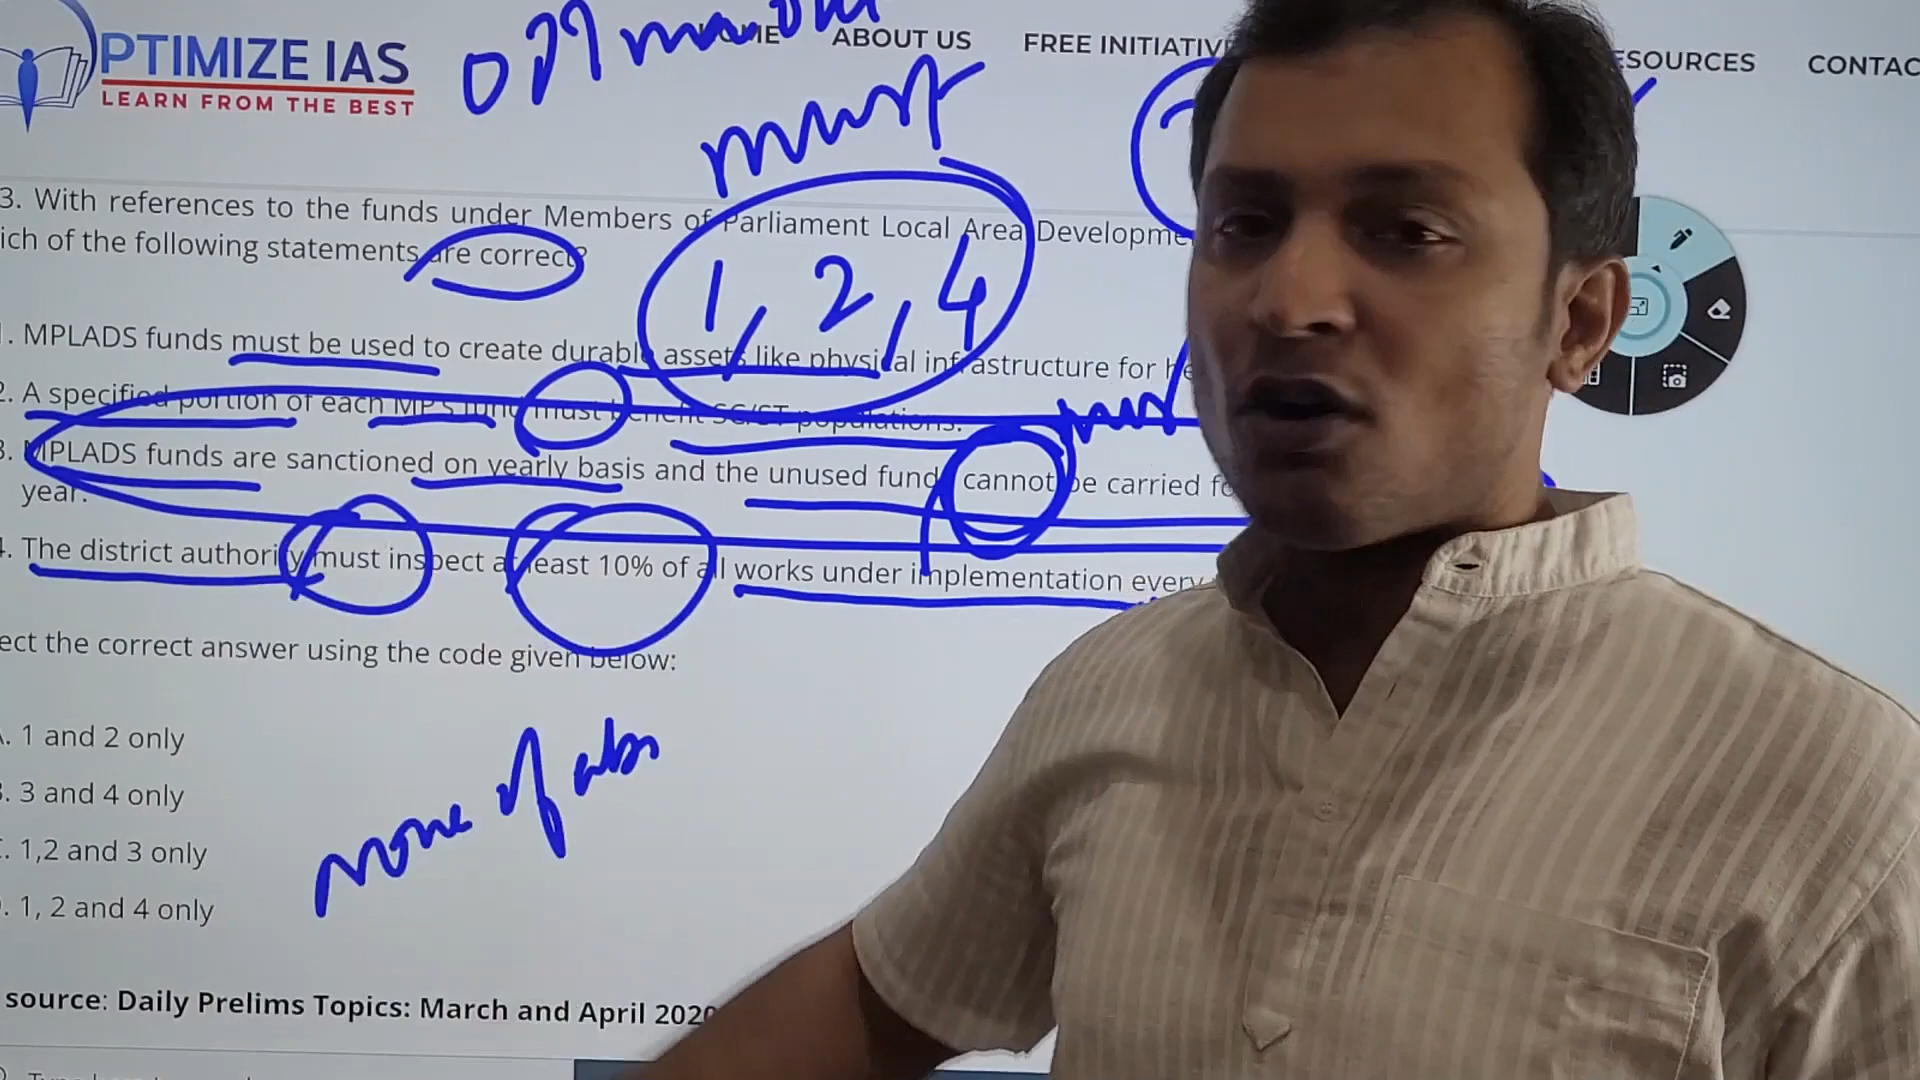 PTIMIZE IAS
LEARN FROM THE BEST
ABOUT US
FREE INITIATIV
ESOURCES
CONTAC
must
3. With references to the funds under Members of Parliament Local Area Developme
ich of the following statements are correct?
1, 2, 4
1. MPLADS funds must be used to create durable assets like physical infrastructure for he
2. A specified portion of each MP's fund must benefit SC/ST populations.
3. MPLADS funds are sanctioned on yearly basis and the unused fund cannot be carried fo
year.
4. The district authority must inspect at least 10% of all works under implementation every
ect the correct answer using the code given below:
A. 1 and 2 only
B. 3 and 4 only
C. 1,2 and 3 only
D. 1, 2 and 4 only
none of abo
source: Daily Prelims Topics: March and April 2020